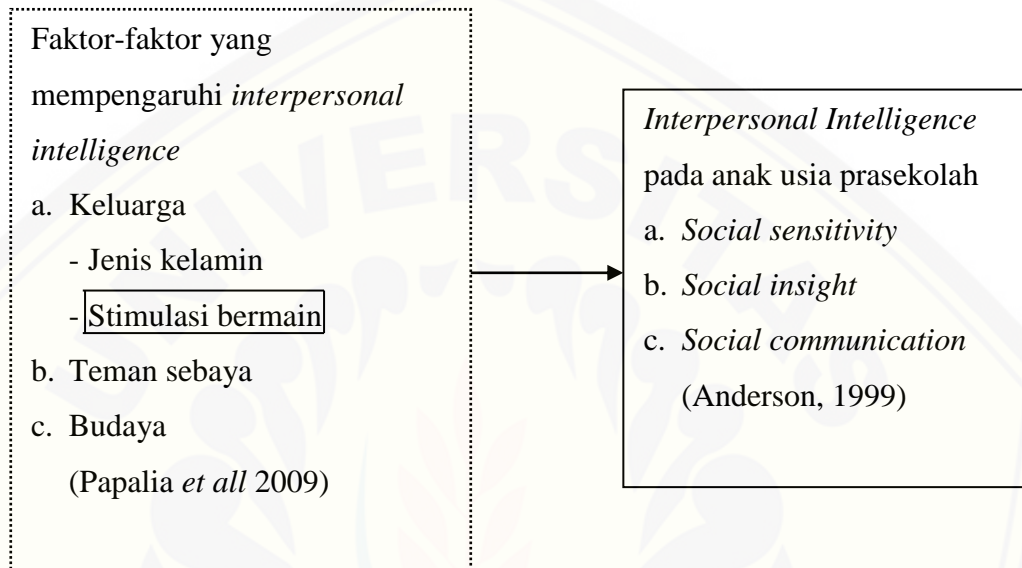 Faktor-faktor yang
mempengaruhi interpersonal
intelligence
a. Keluarga
- Jenis kelamin
- Stimulasi bermain
b. Teman sebaya
c. Budaya
(Papalia et all 2009)
Interpersonal Intelligence
pada anak usia prasekolah
a. Social sensitivity
b. Social insight
c. Social communication
(Anderson, 1999)
UNIVERSITAS